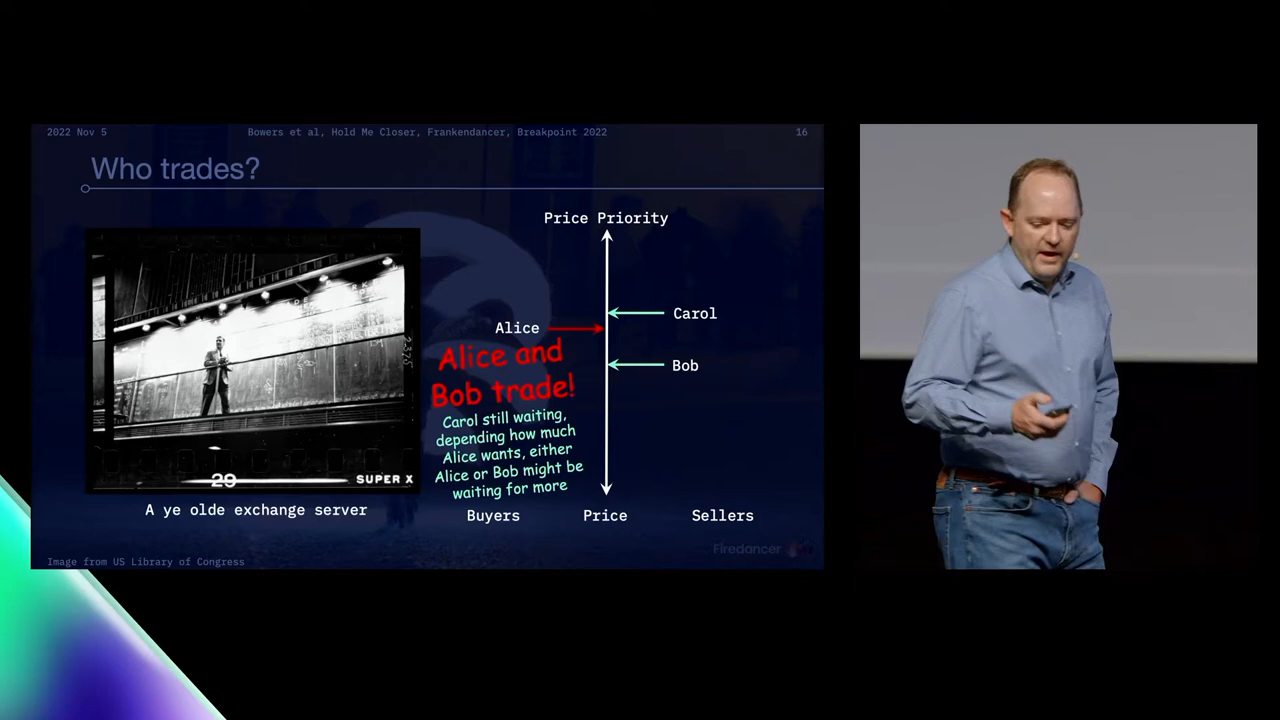 2022 Nov 5
Bowers et al, Hold Me Closer, Frankendancer, Breakpoint 2022
16
Who trades?
Price Priority
Carol
Alice
Bob
Alice and
Bob trade!
Carol still waiting,
depending how much
Alice wants, either
Alice or Bob might be
waiting for more
29
SUPER X
2375
A ye olde exchange server
Buyers
Price
Sellers
Firedancer
Image from US Library of Congress